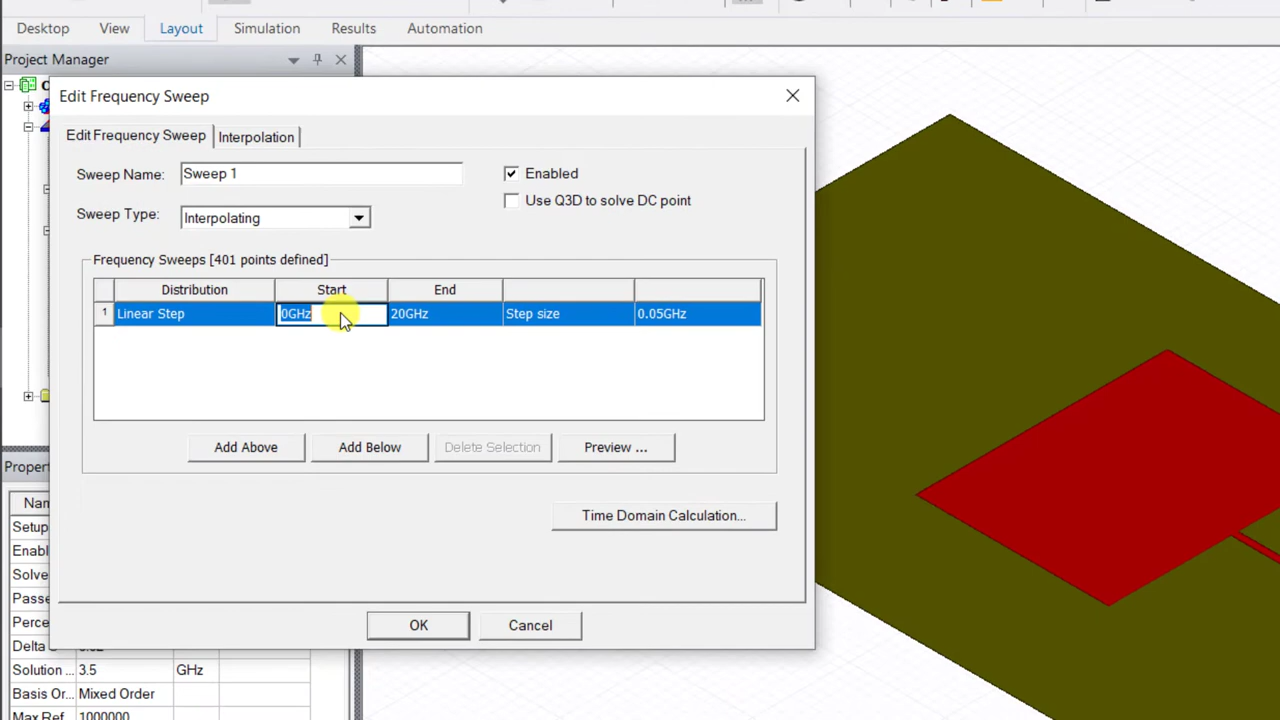 Desktop
View
Layout
Simulation
Results
Automation
Project Manager
Edit Frequency Sweep
Edit Frequency Sweep
Interpolation
Sweep Name:
Sweep 1
Enabled
Use Q3D to solve DC point
Sweep Type:
Interpolating
Frequency Sweeps [401 points defined]
Distribution
Start
End
1
Linear Step
0GHz
20GHz
Step size
0.05GHz
Add Above
Add Below
Delete Selection
Preview ...
Time Domain Calculation...
OK
Cancel
Solution ...
3.5
GHz
Basis Or...
Mixed Order
Max Ref...
1000000